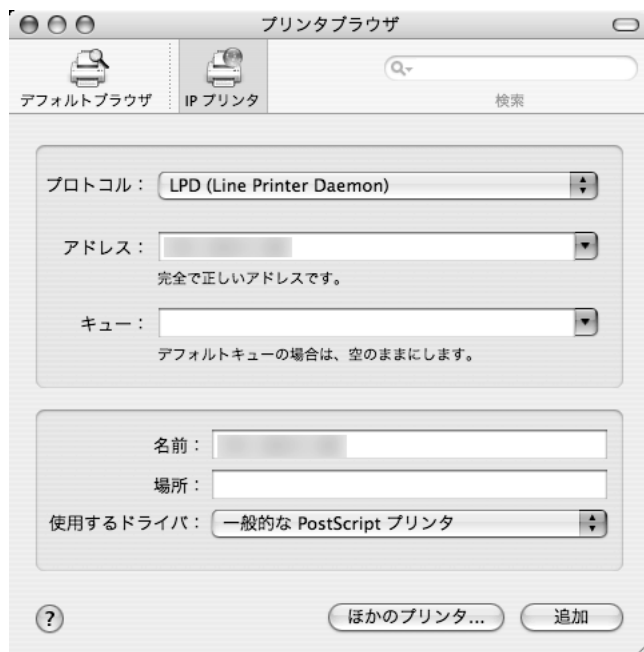 プリンタブラウザ
デフォルトブラウザ
IP プリンタ
検索
プロトコル： LPD (Line Printer Daemon)
アドレス：
完全で正しいアドレスです。
キュー：
デフォルトキューの場合は、空のままにします。
名前：
場所：
使用するドライバ： 一般的な PostScript プリンタ
?
ほかのプリンタ...
追加